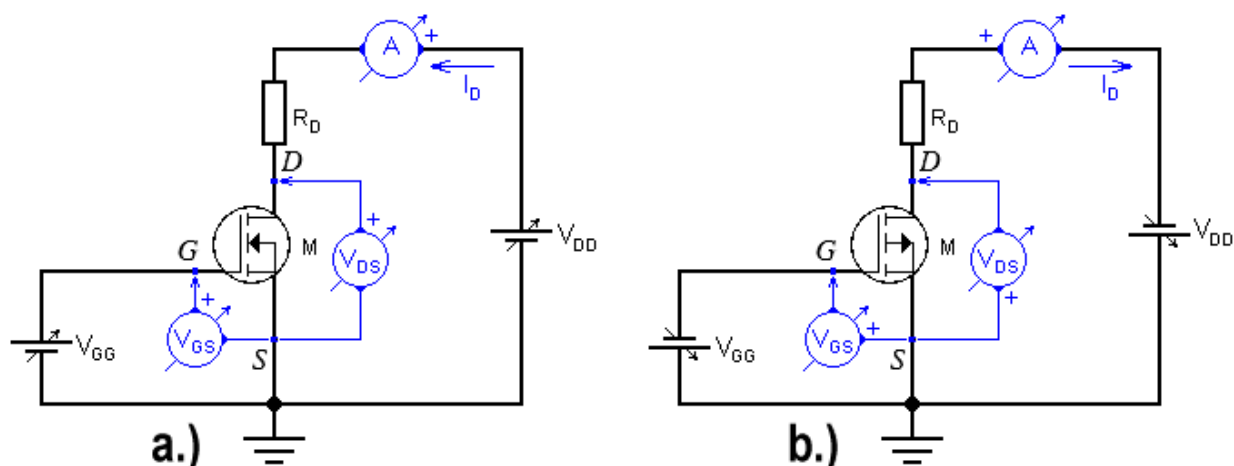 A
+
I_D
R_D
D
+
M
V_DS
V_DD
G
+
V_GS
V_GG
S
a.)
+
A
I_D
R_D
D
M
V_DS
V_DD
G
+
+
V_GS
V_GG
S
b.)